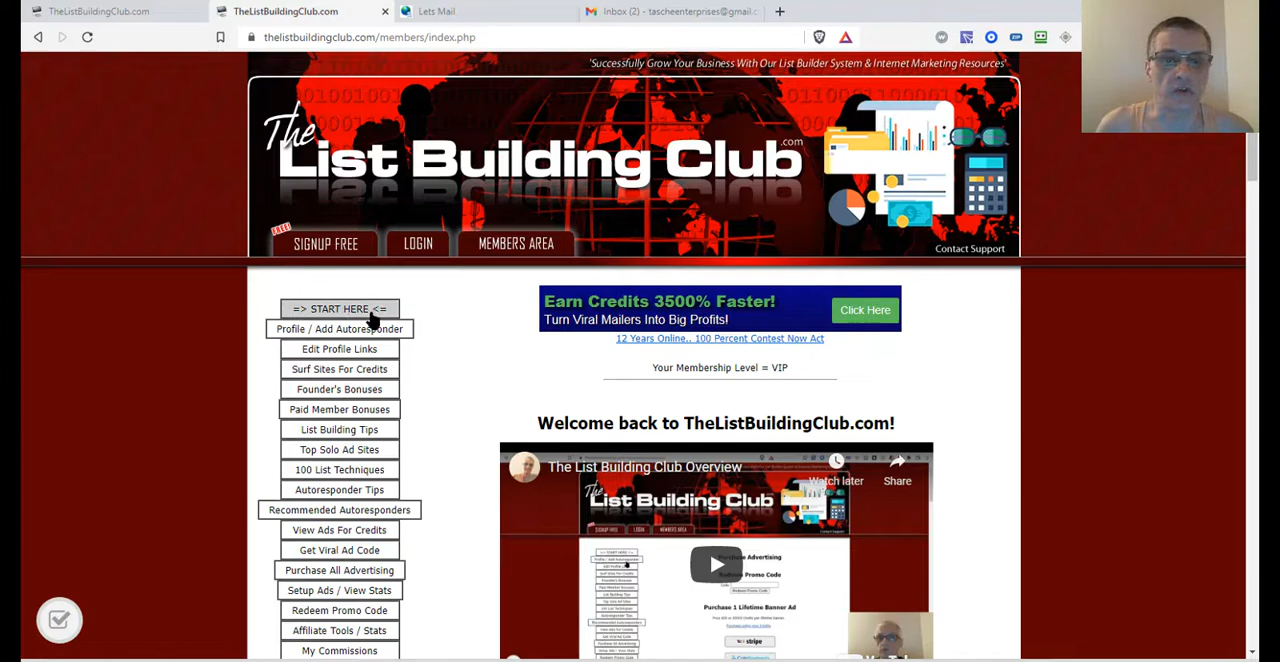 TheListBuildingClub.com
TheListBuildingClub.com
Lets Mail
Inbox (2) - tascheenterprises@gmail.c
thelistbuildingclub.com/members/index.php
'Successfully Grow Your Business With Our List Builder System & Internet Marketing Resources'
The
List Building Club
.com
FREE!
SIGNUP FREE
LOGIN
MEMBERS AREA
Contact Support
=> START HERE <=
Profile / Add Autoresponder
Edit Profile Links
Surf Sites For Credits
Founder's Bonuses
Paid Member Bonuses
List Building Tips
Top Solo Ad Sites
100 List Techniques
Autoresponder Tips
Recommended Autoresponders
View Ads For Credits
Get Viral Ad Code
Purchase All Advertising
Setup Ads / View Stats
Redeem Promo Code
Affiliate Tools / Stats
My Commissions
Earn Credits 3500% Faster!
Turn Viral Mailers Into Big Profits!
Click Here
12 Years Online.. 100 Percent Contest Now Act
Your Membership Level = VIP
Welcome back to TheListBuildingClub.com!
The List Building Club Overview
Watch later
Share
The
List Building Club
SIGNUP FREE
LOGIN
MEMBERS AREA
Purchase Advertising
Redeem Promo Code
Purchase 1 Lifetime Banner Ad
stripe